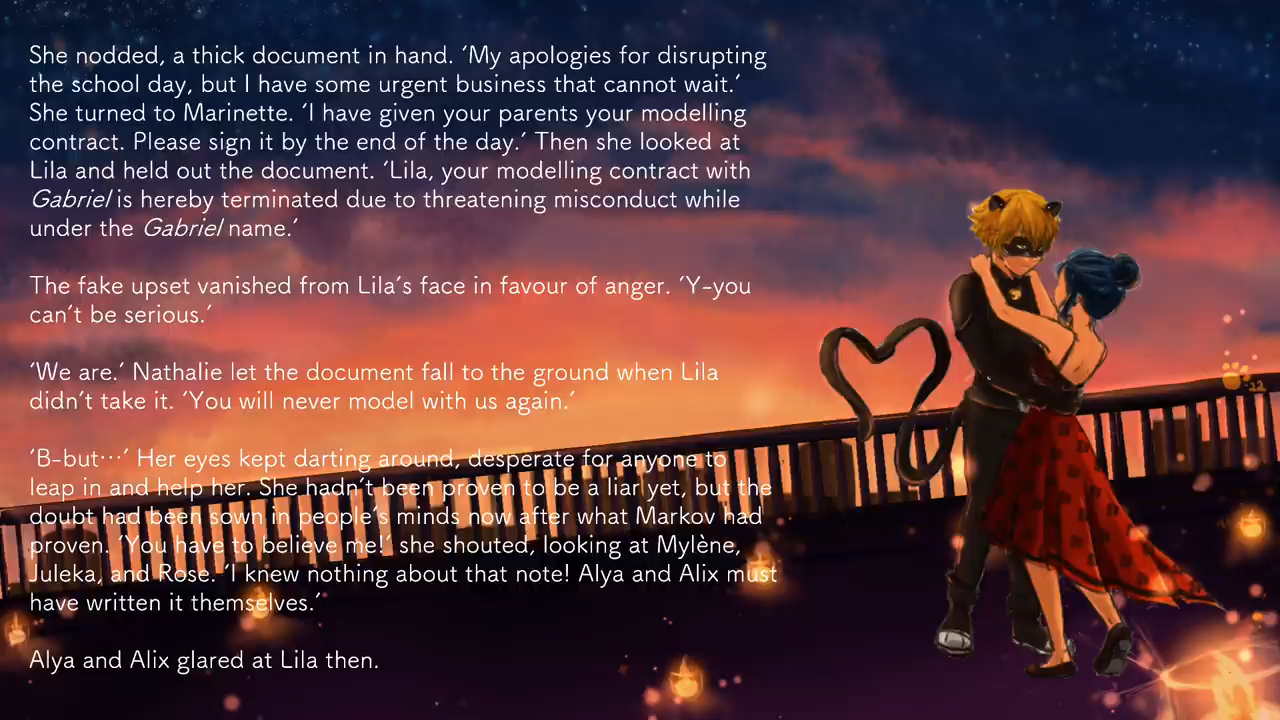 She nodded, a thick document in hand. ‘My apologies for disrupting
the school day, but I have some urgent business that cannot wait.’
She turned to Marinette. ‘I have given your parents your modelling
contract. Please sign it by the end of the day.’ Then she looked at
Lila and held out the document. ‘Lila, your modelling contract with
Gabriel is hereby terminated due to threatening misconduct while
under the Gabriel name.’
The fake upset vanished from Lila’s face in favour of anger. ‘Y-you
can’t be serious.’
‘We are.’ Nathalie let the document fall to the ground when Lila
didn’t take it. ‘You will never model with us again.’
‘B-but…’ Her eyes kept darting around, desperate for anyone to
leap in and help her. She hadn’t been proven to be a liar yet, but the
doubt had been sown in people’s minds now after what Markov had
proven. ‘You have to believe me!’ she shouted, looking at Mylène,
Juleka, and Rose. ‘I knew nothing about that note! Alya and Alix must
have written it themselves.’
Alya and Alix glared at Lila then.